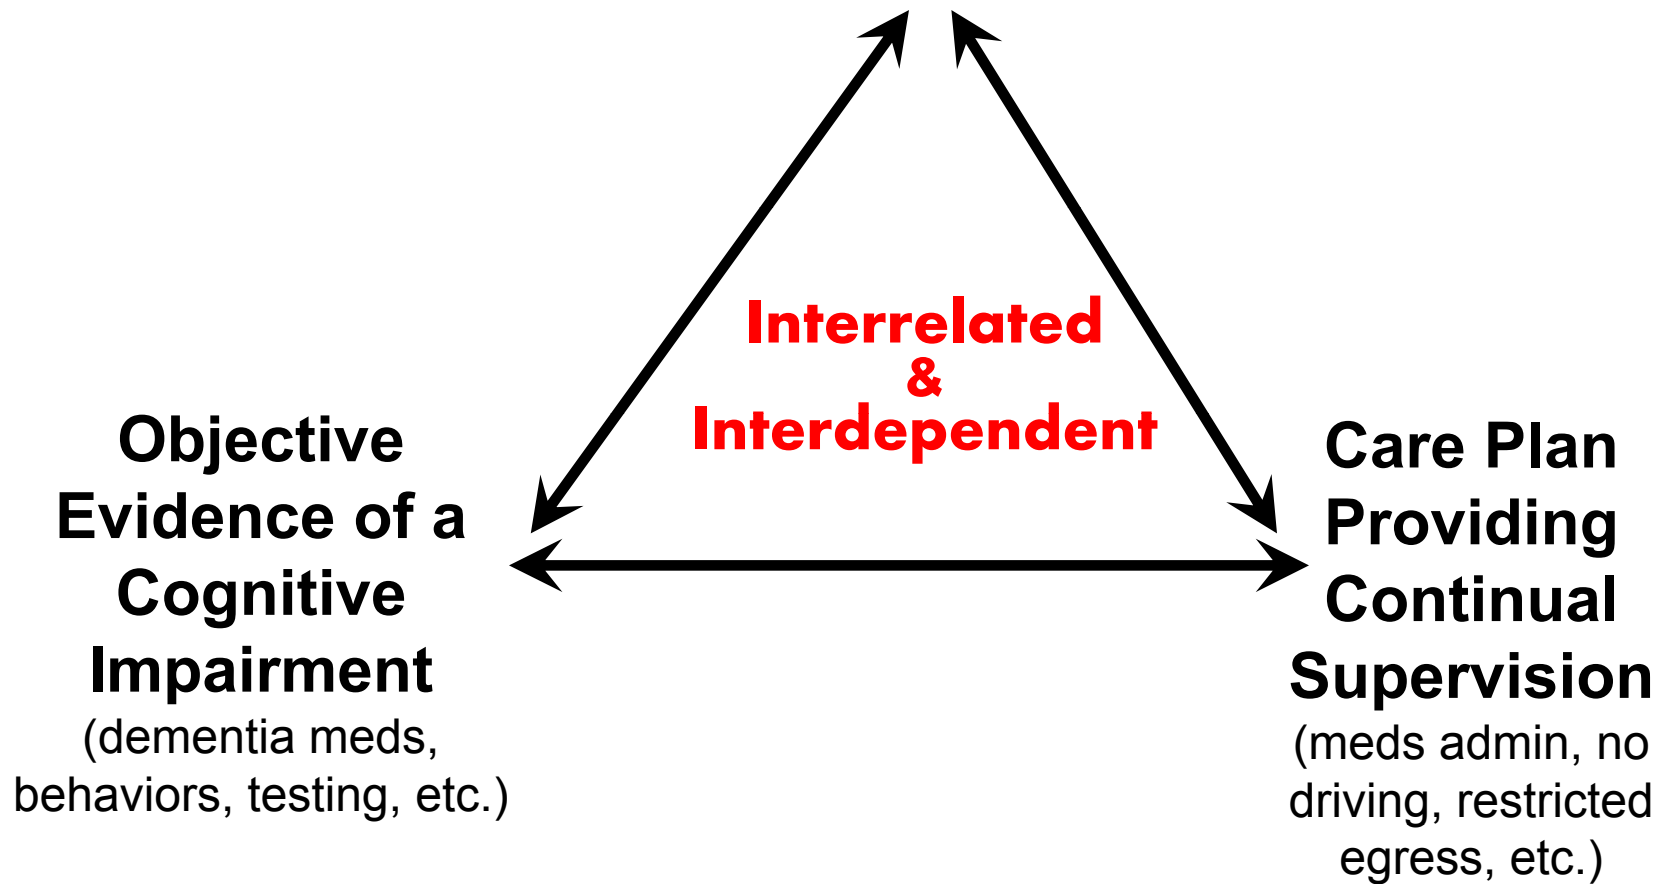 Interrelated
&
Interdependent
Objective
Evidence of a
Cognitive
Impairment
(dementia meds,
behaviors, testing, etc.)
Care Plan
Providing
Continual
Supervision
(meds admin, no
driving, restricted
egress, etc.)